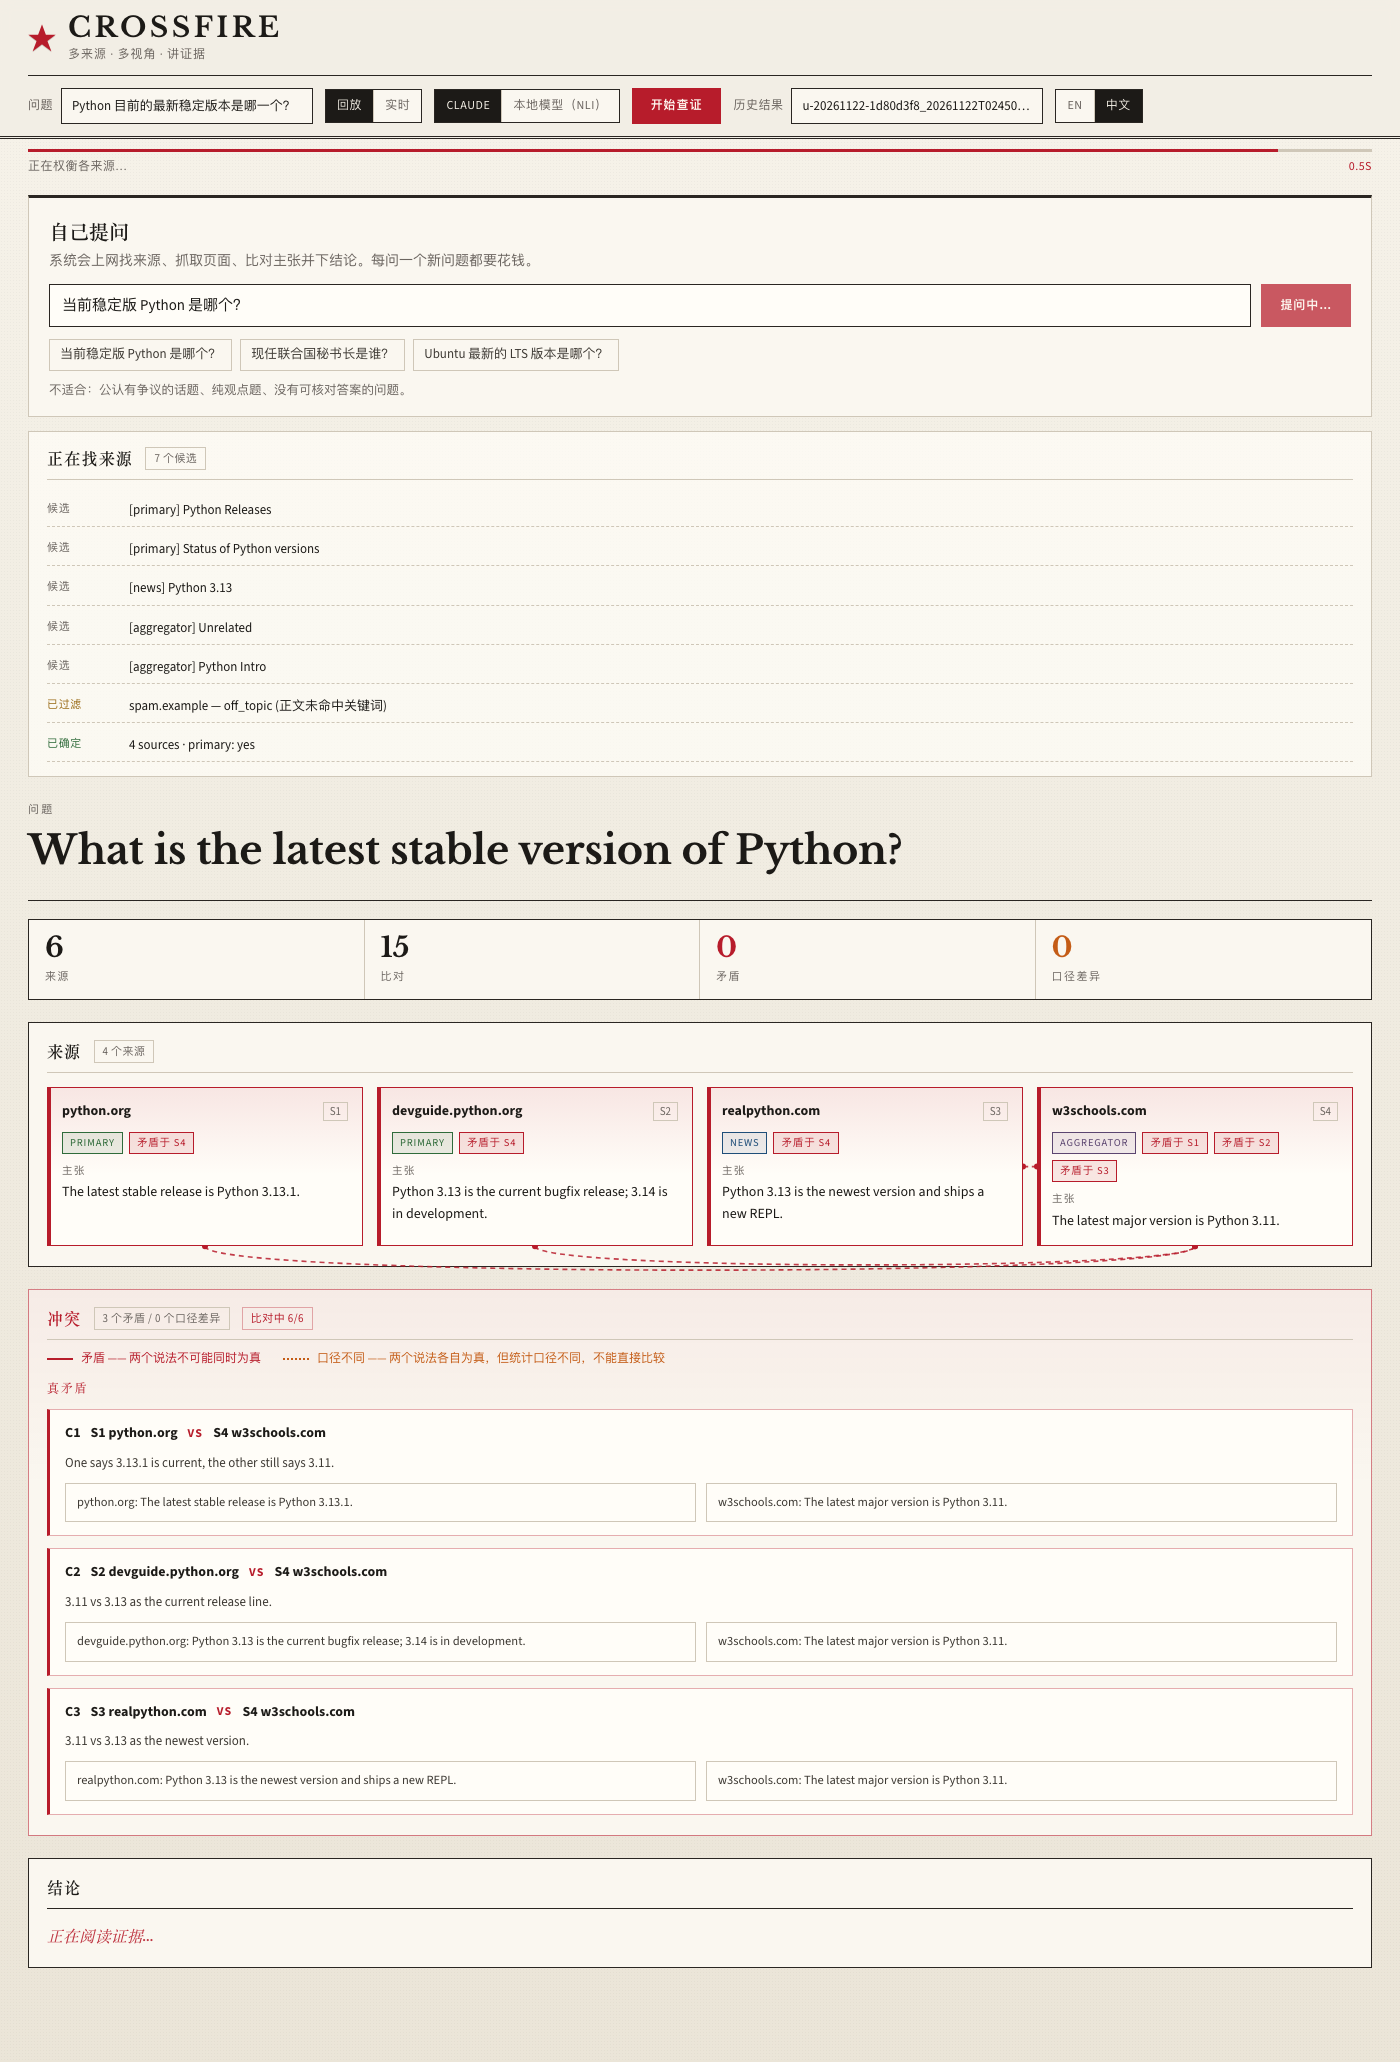 CROSSFIRE
多来源 · 多视角 · 讲证据
问题 Python 目前的最新稳定版本是哪一个? 回放 实时 CLAUDE 本地模型（NLI） 开始查证 历史结果 u-20261122-1d80d3f8_20261122T02450... EN 中文
正在权衡各来源... 0.5S
自己提问
系统会上网找来源、抓取页面、比对主张并下结论。每问一个新问题都要花钱。
当前稳定版 Python 是哪个? 提问中...
当前稳定版 Python 是哪个? 现任联合国秘书长是谁? Ubuntu 最新的 LTS 版本是哪个?
不适合：公认有争议的话题、纯观点题、没有可核对答案的问题。
正在找来源 7 个候选
候选 [primary] Python Releases
候选 [primary] Status of Python versions
候选 [news] Python 3.13
候选 [aggregator] Unrelated
候选 [aggregator] Python Intro
已过滤 spam.example — off_topic (正文未命中关键词)
已确定 4 sources · primary: yes
问题
What is the latest stable version of Python?
6 15 0 0
来源 比对 矛盾 口径差异
来源 4 个来源
python.org S1
PRIMARY 矛盾于 S4
主张
The latest stable release is Python 3.13.1.
devguide.python.org S2
PRIMARY 矛盾于 S4
主张
Python 3.13 is the current bugfix release; 3.14 is
in development.
realpython.com S3
NEWS 矛盾于 S4
主张
Python 3.13 is the newest version and ships a
new REPL.
w3schools.com S4
AGGREGATOR 矛盾于 S1 矛盾于 S2
矛盾于 S3
主张
The latest major version is Python 3.11.
冲突 3 个矛盾 / 0 个口径差异 比对中 6/6
矛盾 —— 两个说法不可能同时为真 口径不同 —— 两个说法各自为真，但统计口径不同，不能直接比较
真矛盾
C1 S1 python.org VS S4 w3schools.com
One says 3.13.1 is current, the other still says 3.11.
python.org: The latest stable release is Python 3.13.1. w3schools.com: The latest major version is Python 3.11.
C2 S2 devguide.python.org VS S4 w3schools.com
3.11 vs 3.13 as the current release line.
devguide.python.org: Python 3.13 is the current bugfix release; 3.14 is in development. w3schools.com: The latest major version is Python 3.11.
C3 S3 realpython.com VS S4 w3schools.com
3.11 vs 3.13 as the newest version.
realpython.com: Python 3.13 is the newest version and ships a new REPL. w3schools.com: The latest major version is Python 3.11.
结论
正在阅读证据...